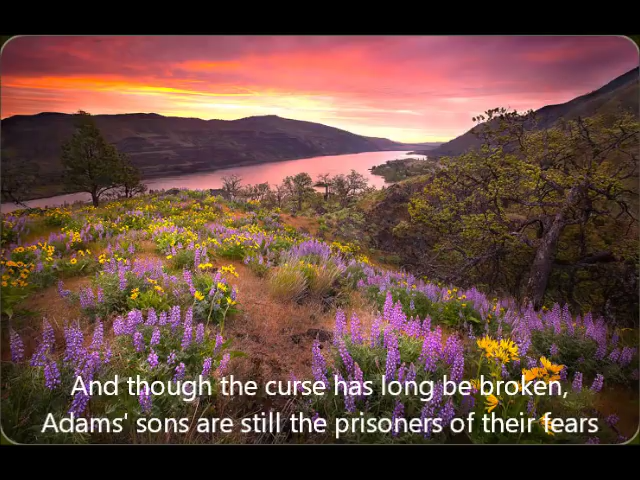 And though the curse has long be broken,
Adams' sons are still the prisoners of their fears